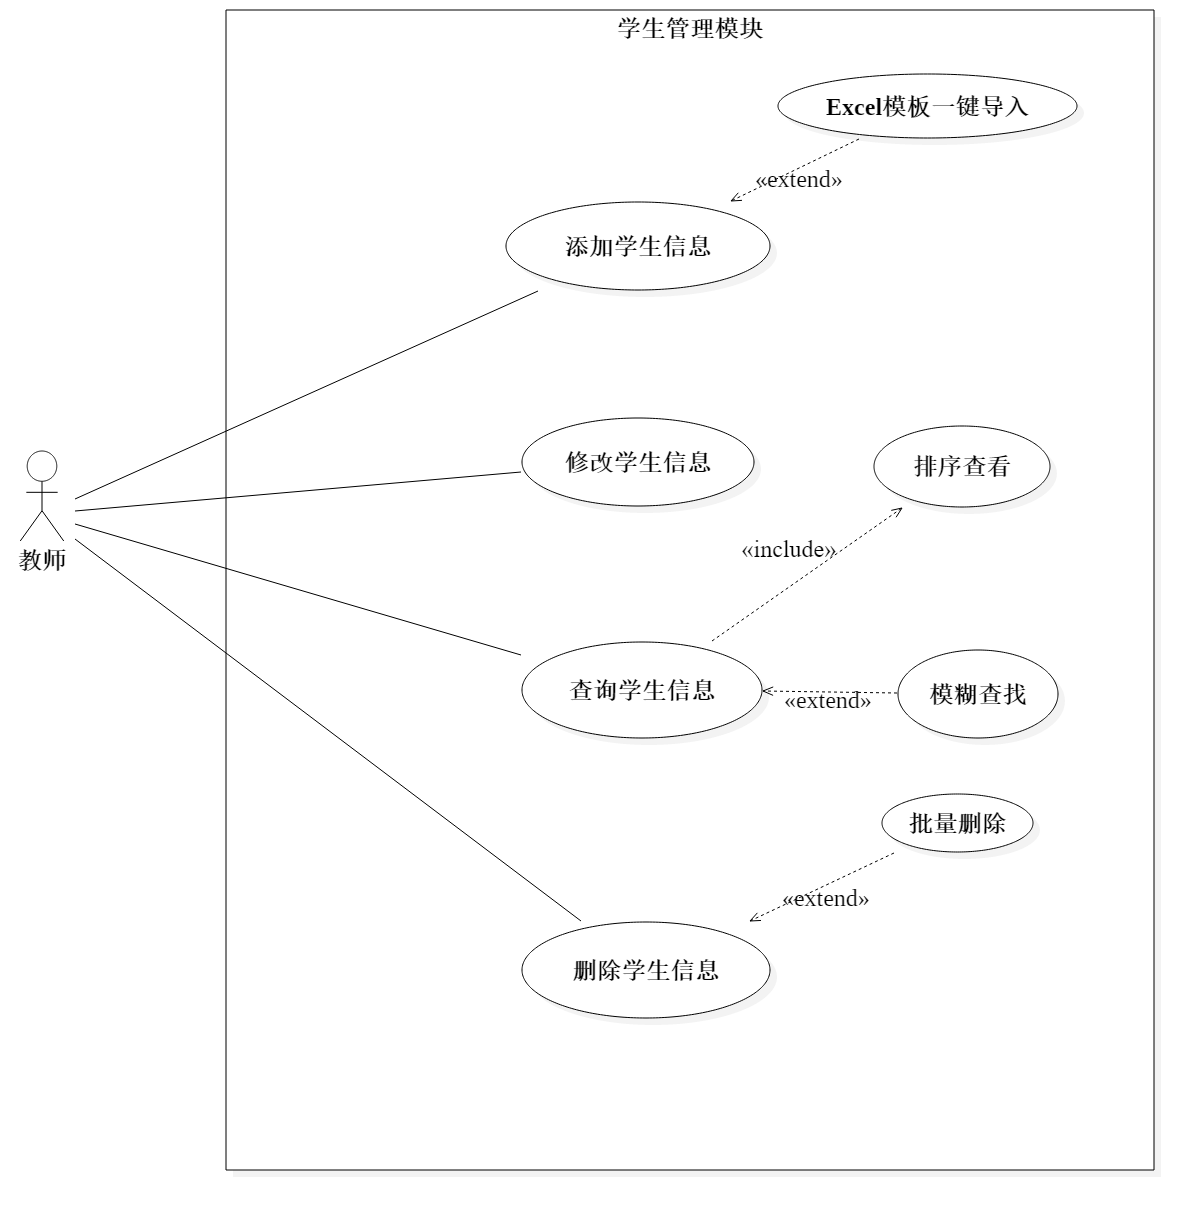 学生管理模块
Excel模板一键导入
«extend»
添加学生信息
修改学生信息
排序查看
教师
«include»
查询学生信息
«extend»
模糊查找
批量删除
«extend»
删除学生信息